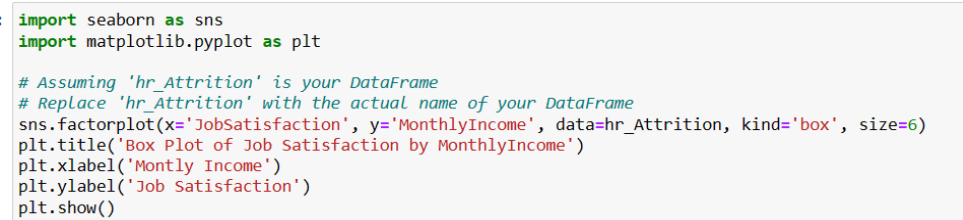 : import seaborn as sns
import matplotlib.pyplot as plt
# Assuming 'hr_Attrition' is your DataFrame
# Replace 'hr_Attrition' with the actual name of your DataFrame
sns.factorplot(x='JobSatisfaction', y='MonthlyIncome', data=hr_Attrition, kind='box', size=6)
plt.title('Box Plot of Job Satisfaction by MonthlyIncome')
plt.xlabel('Montly Income')
plt.ylabel('Job Satisfaction')
plt.show()